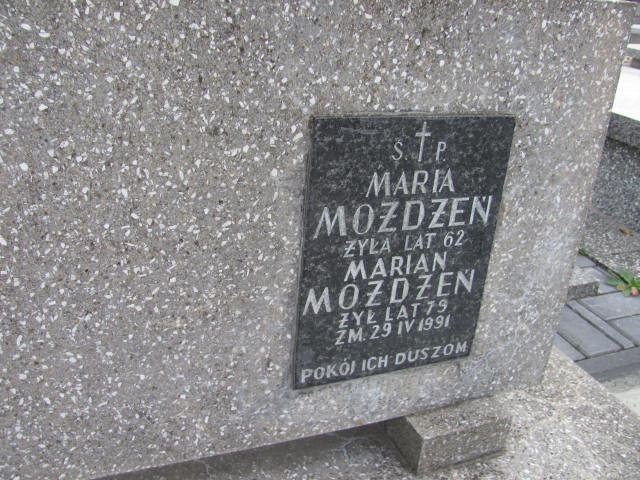 Ś. P.
MARIA
MOŻDŻEŃ
ŻYŁA LAT 62
MARIAN
MOŻDŻEŃ
ŻYŁ LAT 79
ZM. 29 IV 1991
POKÓJ ICH DUSZOM